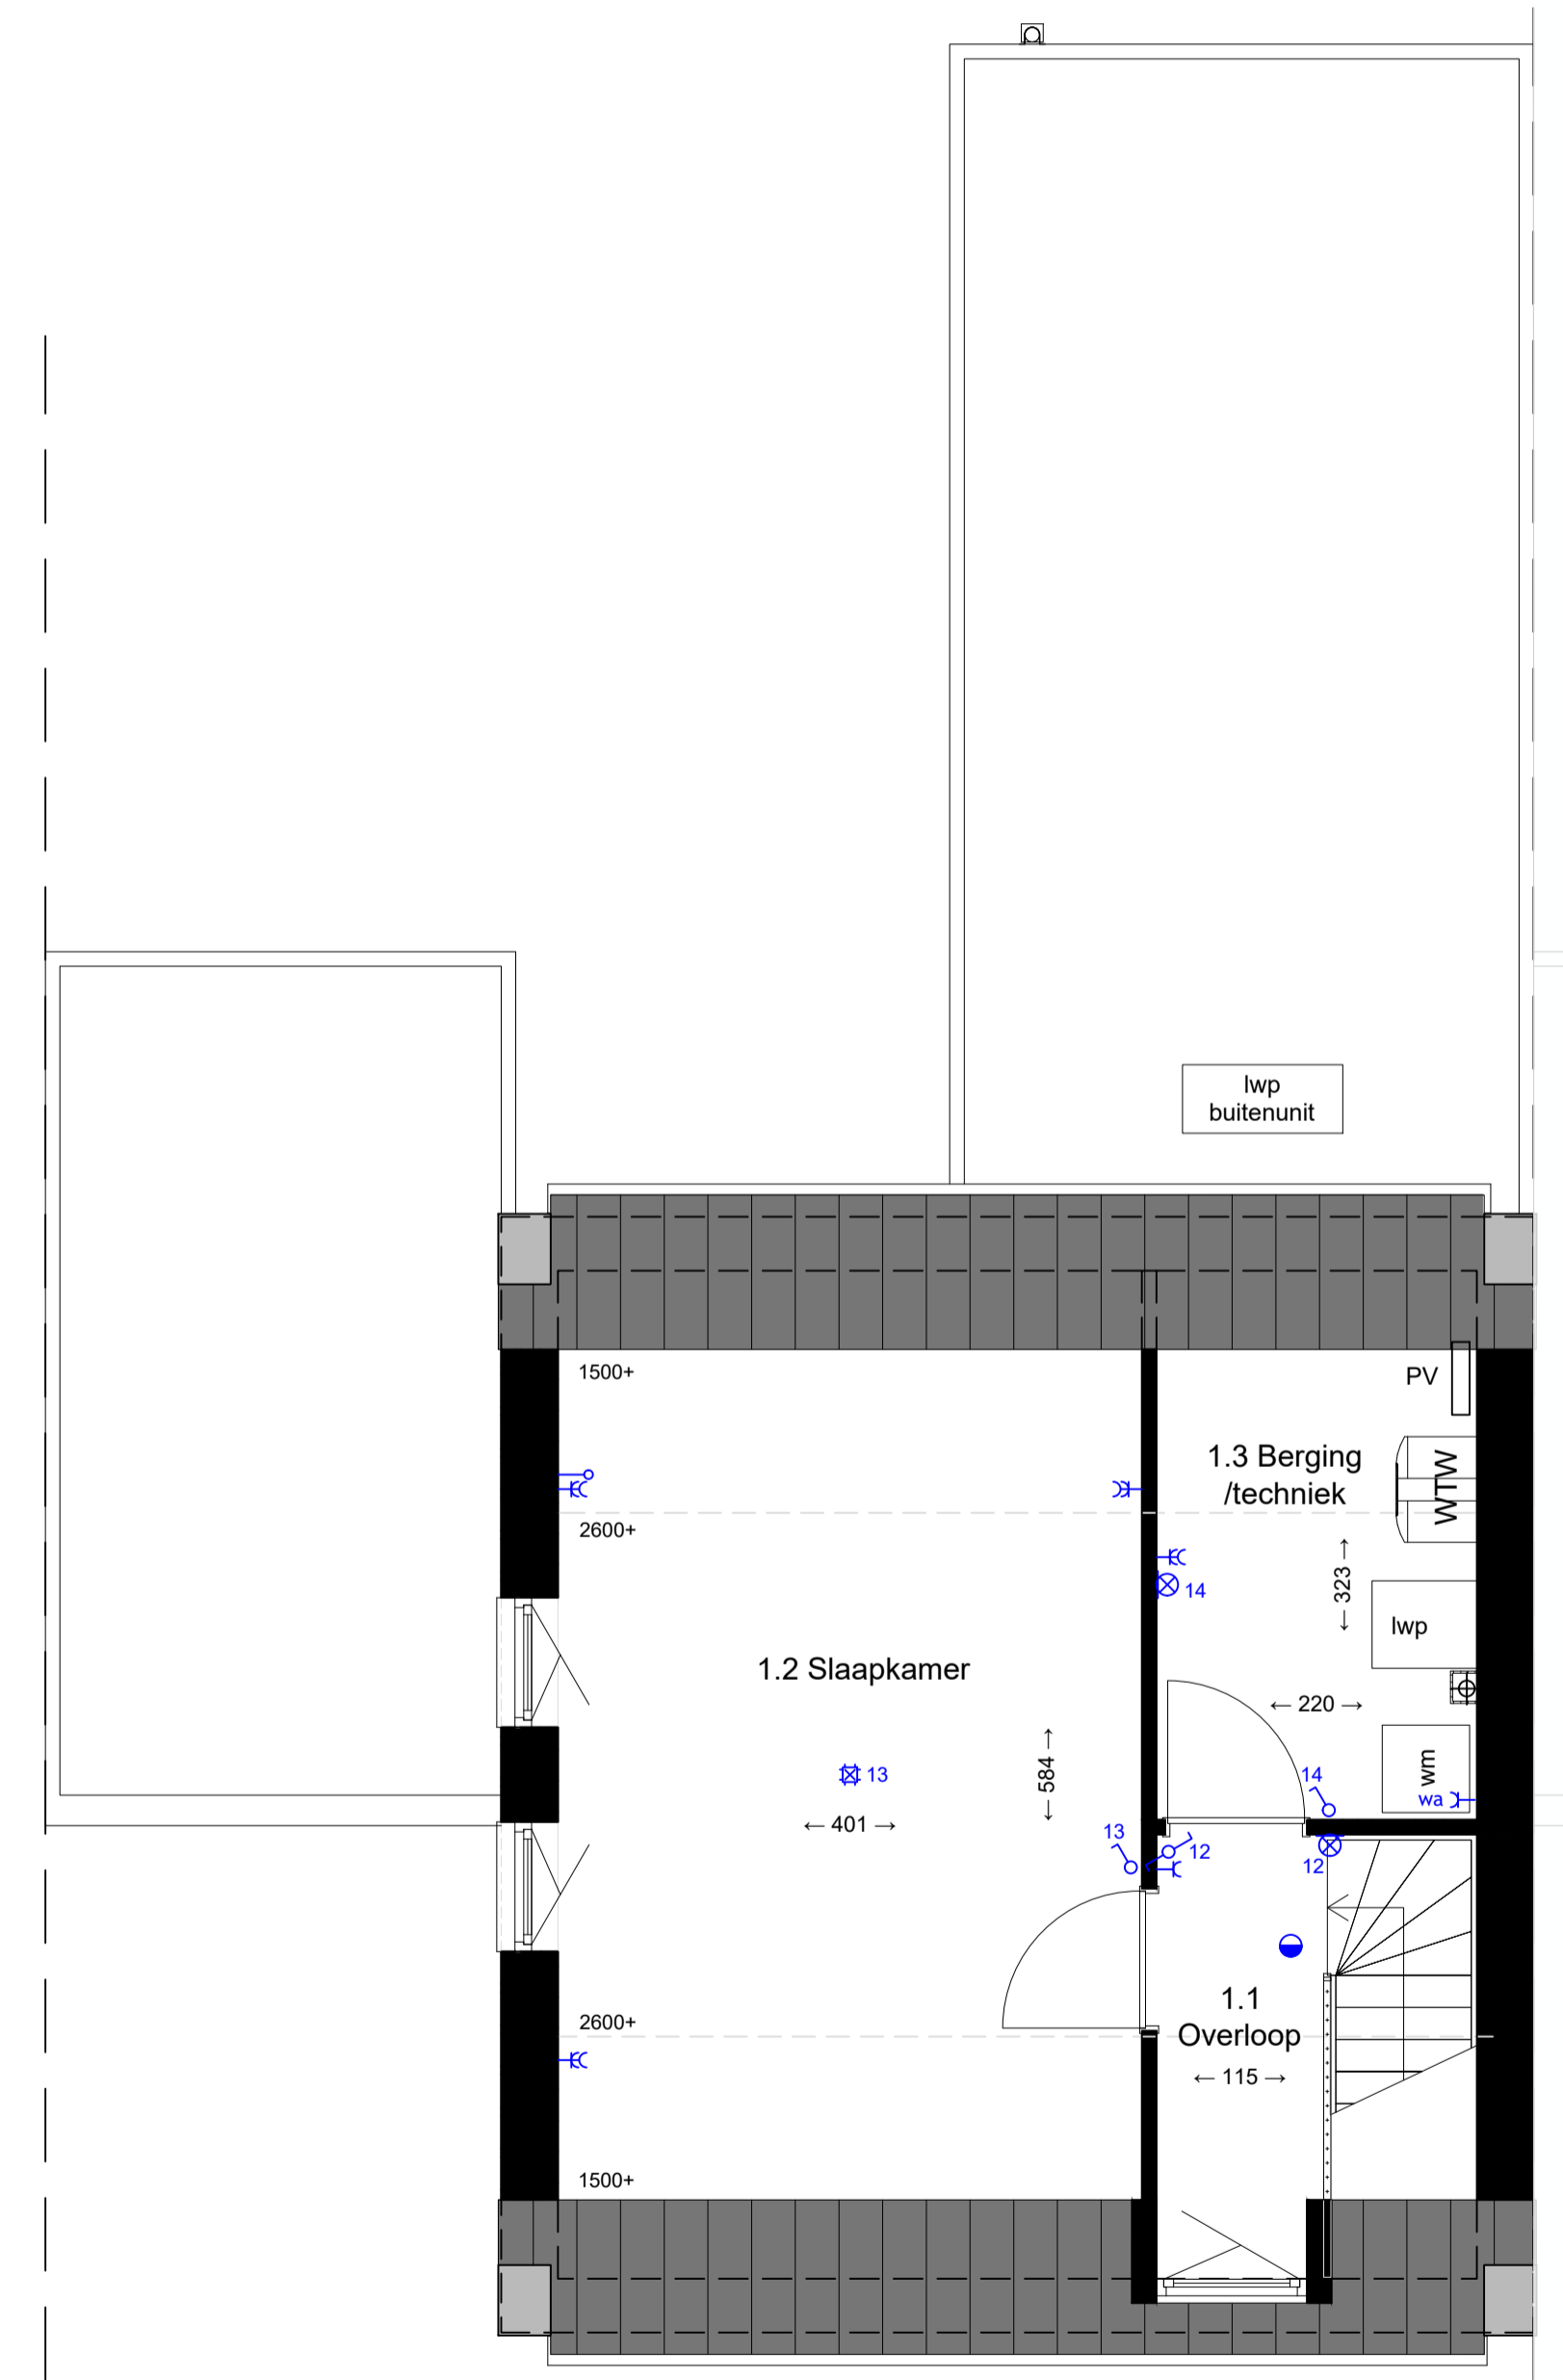 lwp
buitenunit
1500+
PV
1.3 Berging
/techniek
WTW
2600+
← 323 →
14
lwp
1.2 Slaapkamer
← 220 →
wm
← 584 →
13
14
wa
← 401 →
13
12
12
1.1
Overloop
2600+
← 115 →
1500+